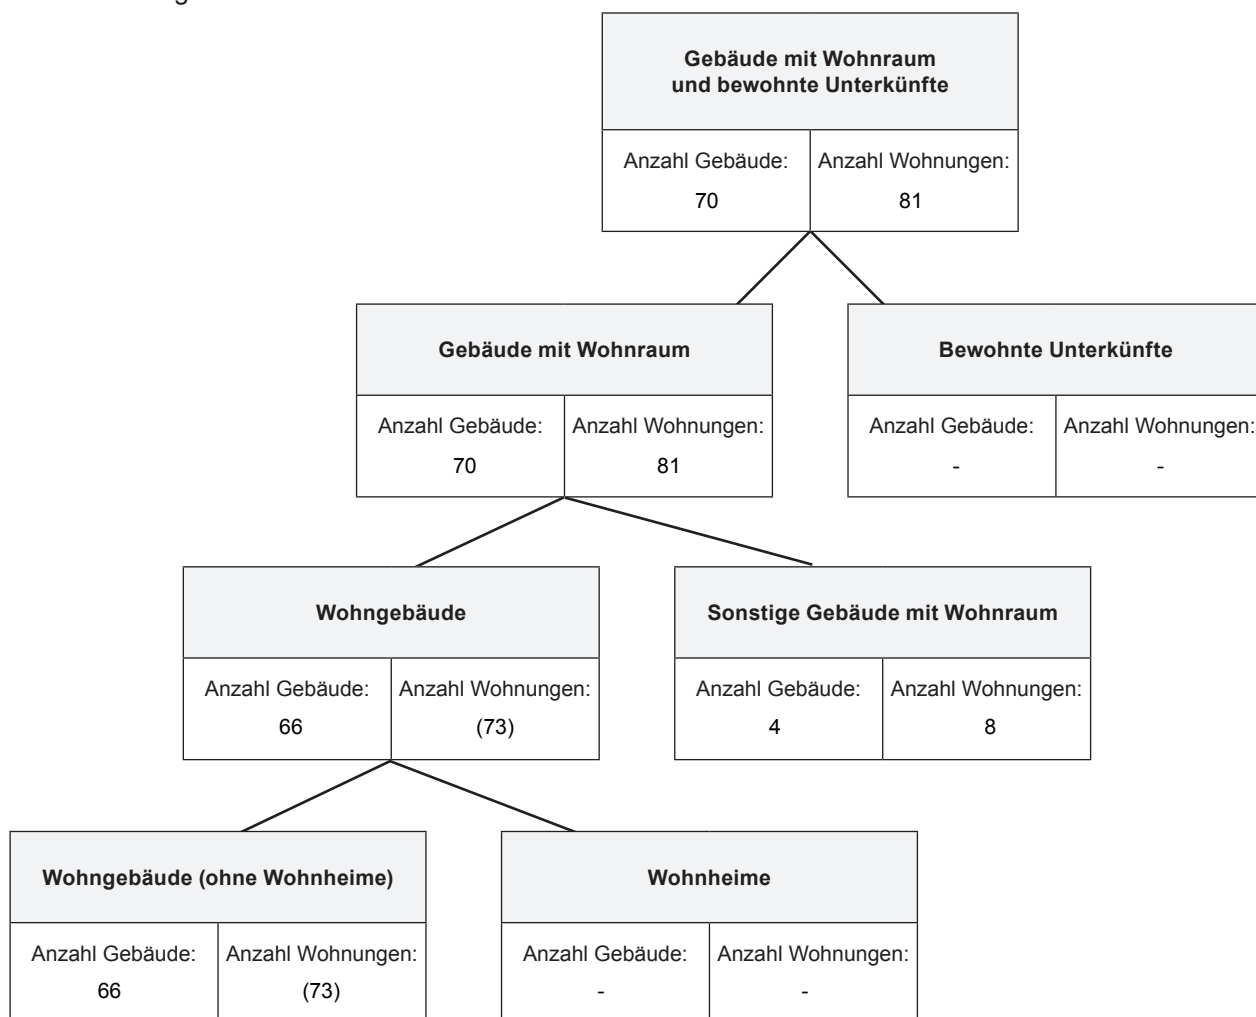 Gebäude mit Wohnraum
und bewohnte Unterkünfte
Anzahl Gebäude: Anzahl Wohnungen:
70 81
Gebäude mit Wohnraum Bewohnte Unterkünfte
Anzahl Gebäude: Anzahl Wohnungen: Anzahl Gebäude: Anzahl Wohnungen:
70 81 - -
Wohngebäude Sonstige Gebäude mit Wohnraum
Anzahl Gebäude: Anzahl Wohnungen: Anzahl Gebäude: Anzahl Wohnungen:
66 (73) 4 8
Wohngebäude (ohne Wohnheime) Wohnheime
Anzahl Gebäude: Anzahl Wohnungen: Anzahl Gebäude: Anzahl Wohnungen:
66 (73) - -